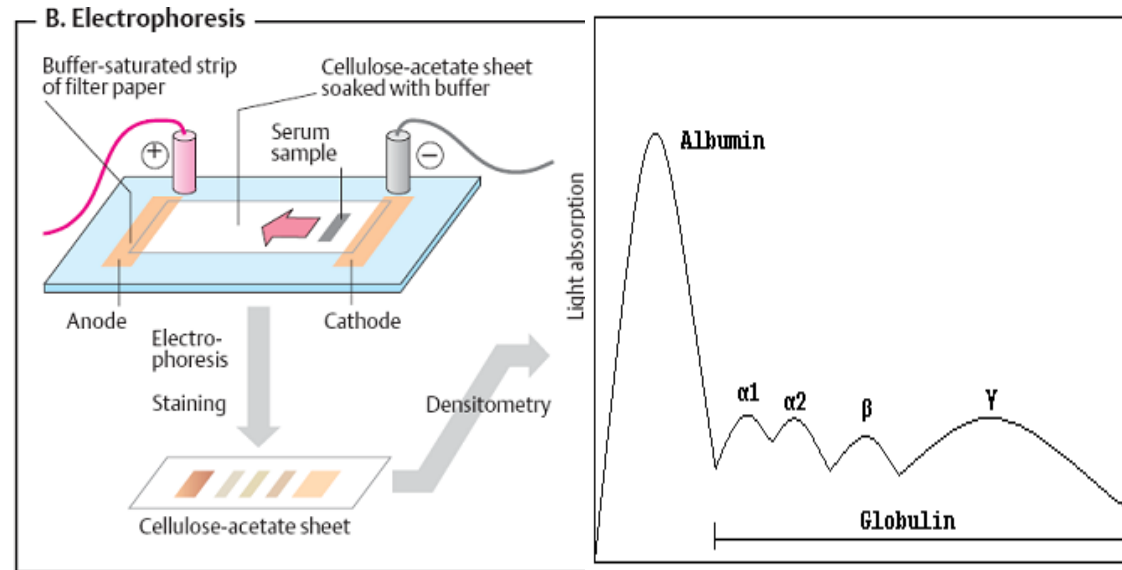 B. Electrophoresis
Buffer-saturated strip
of filter paper
Cellulose-acetate sheet
soaked with buffer
Serum
sample
+
−
Anode
Cathode
Electro-
phoresis
Staining
Densitometry
Cellulose-acetate sheet
Light absorption
Albumin
α1
α2
β
γ
Globulin